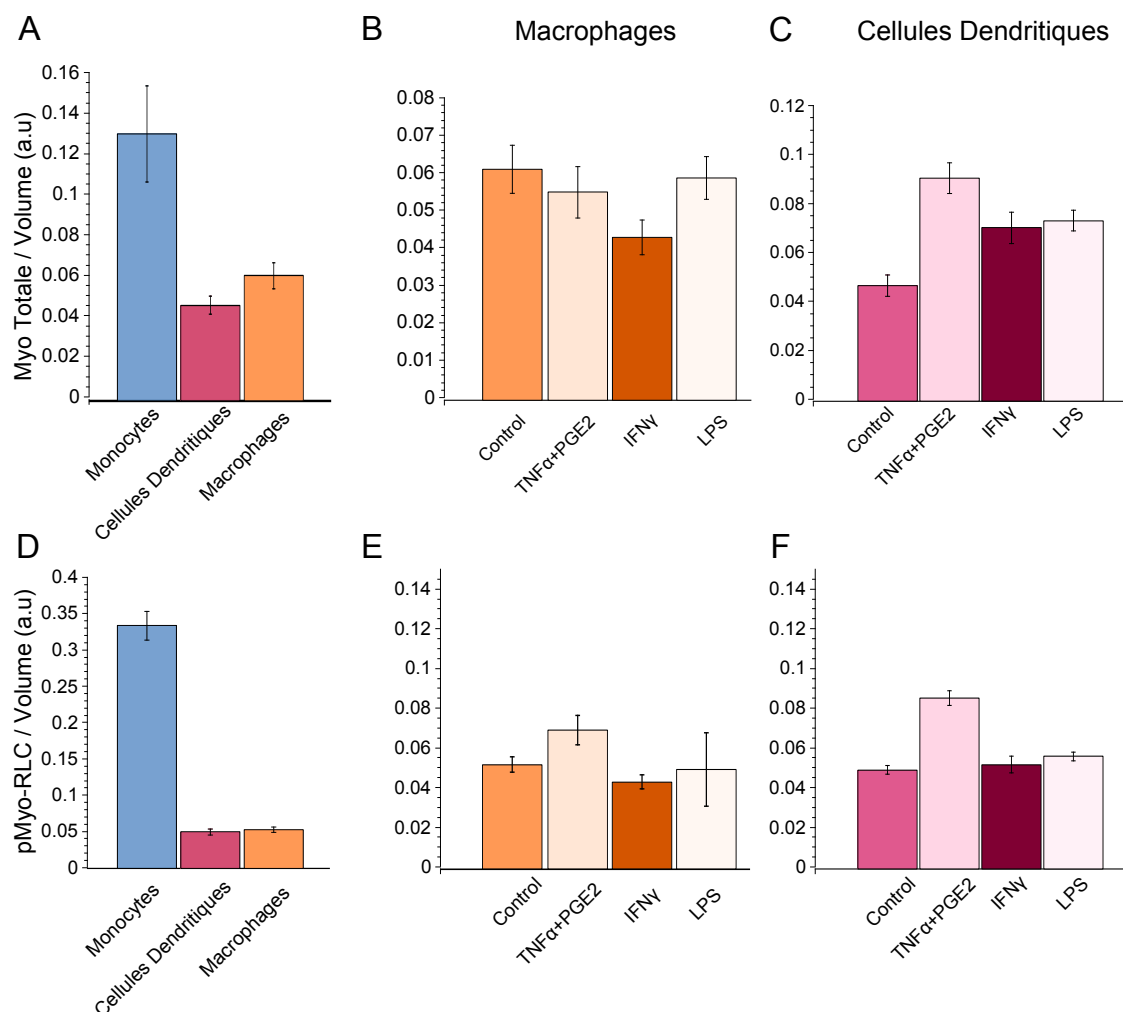 A
B
Macrophages
C
Cellules Dendritiques
Myo Totale / Volume (a.u)
0.16
0.14
0.12
0.1
0.08
0.06
0.04
0.02
0
Monocytes
Cellules Dendritiques
Macrophages
0.08
0.07
0.06
0.05
0.04
0.03
0.02
0.01
0
Control
TNFα+PGE2
IFNγ
LPS
0.12
0.1
0.08
0.06
0.04
0.02
0
Control
TNFα+PGE2
IFNγ
LPS
D
E
F
pMyo-RLC / Volume (a.u)
0.4
0.35
0.3
0.25
0.2
0.15
0.1
0.05
0
Monocytes
Cellules Dendritiques
Macrophages
0.14
0.12
0.1
0.08
0.06
0.04
0.02
0
Control
TNFα+PGE2
IFNγ
LPS
0.14
0.12
0.1
0.08
0.06
0.04
0.02
0
Control
TNFα+PGE2
IFNγ
LPS